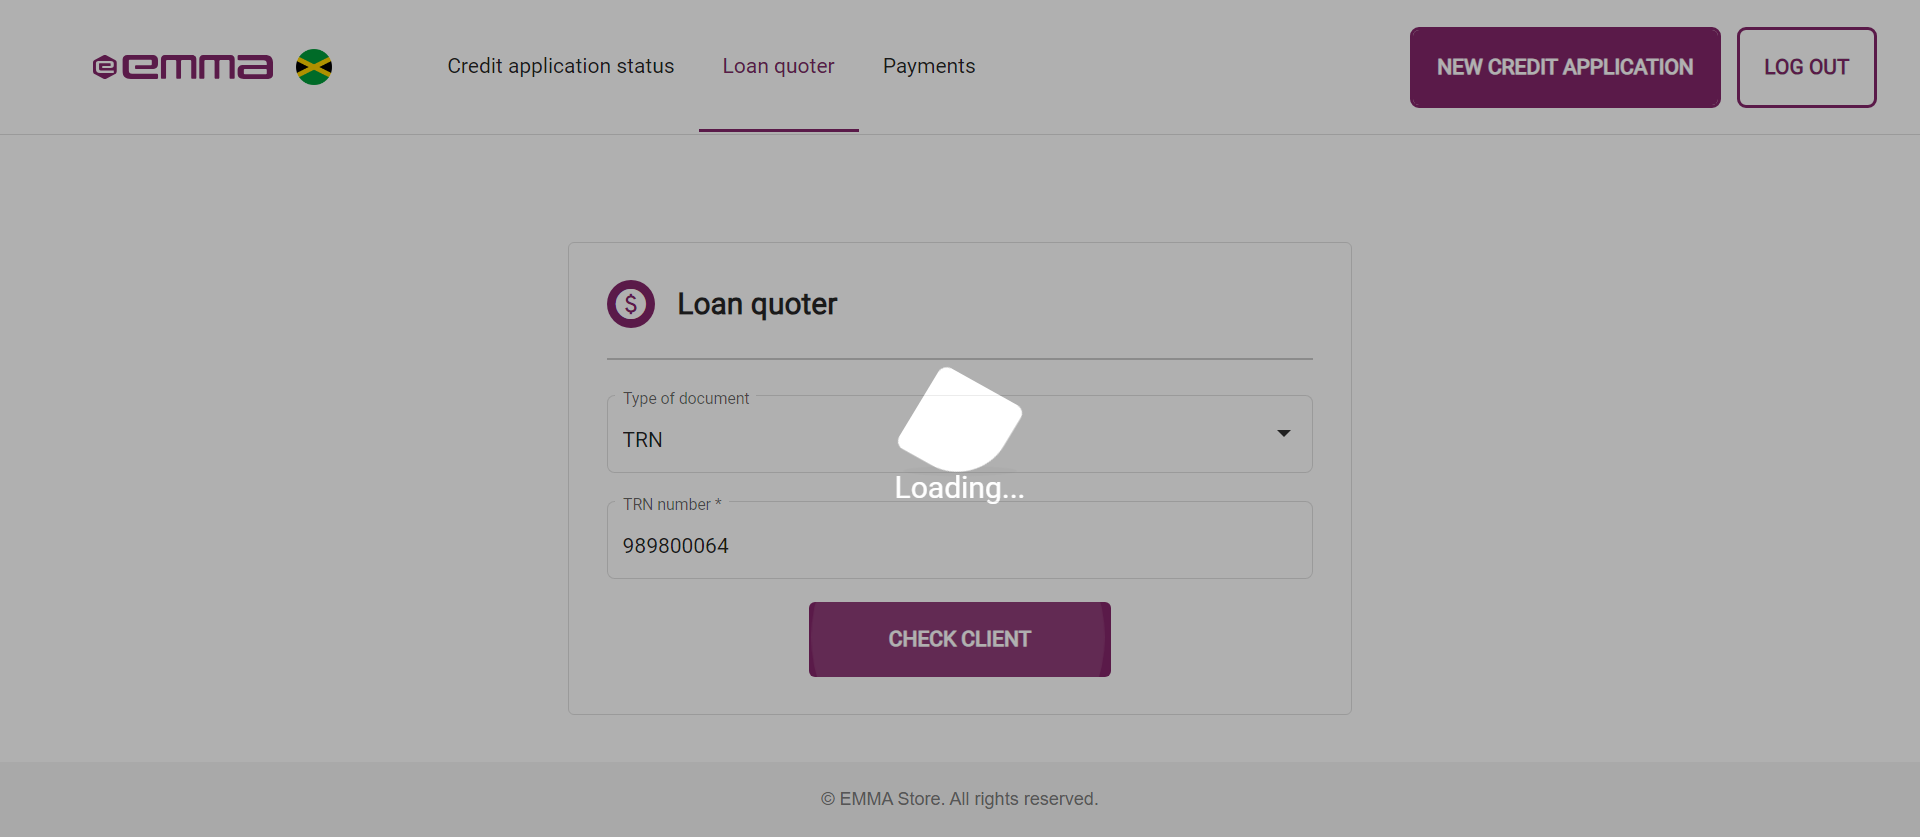 emma
Credit application status
Loan quoter
Payments
NEW CREDIT APPLICATION
LOG OUT
$ Loan quoter
Type of document
TRN
Loading...
TRN number *
989800064
CHECK CLIENT
© EMMA Store. All rights reserved.